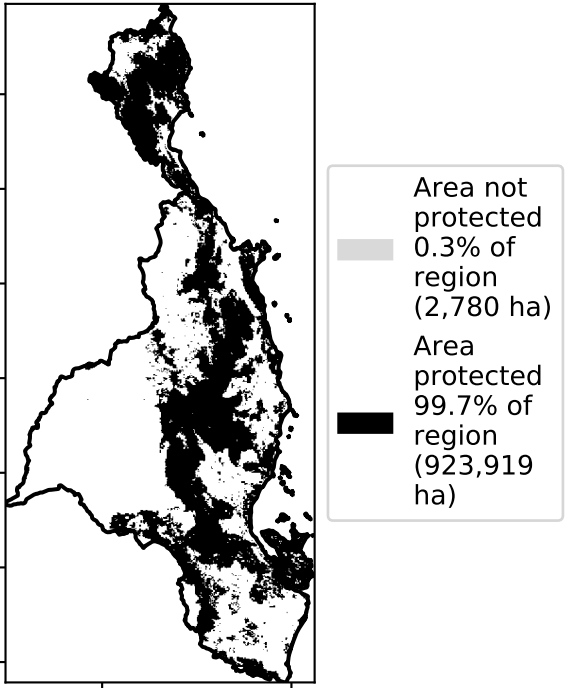 Area not
protected
0.3% of
region
(2,780 ha)
Area
protected
99.7% of
region
(923,919
ha)